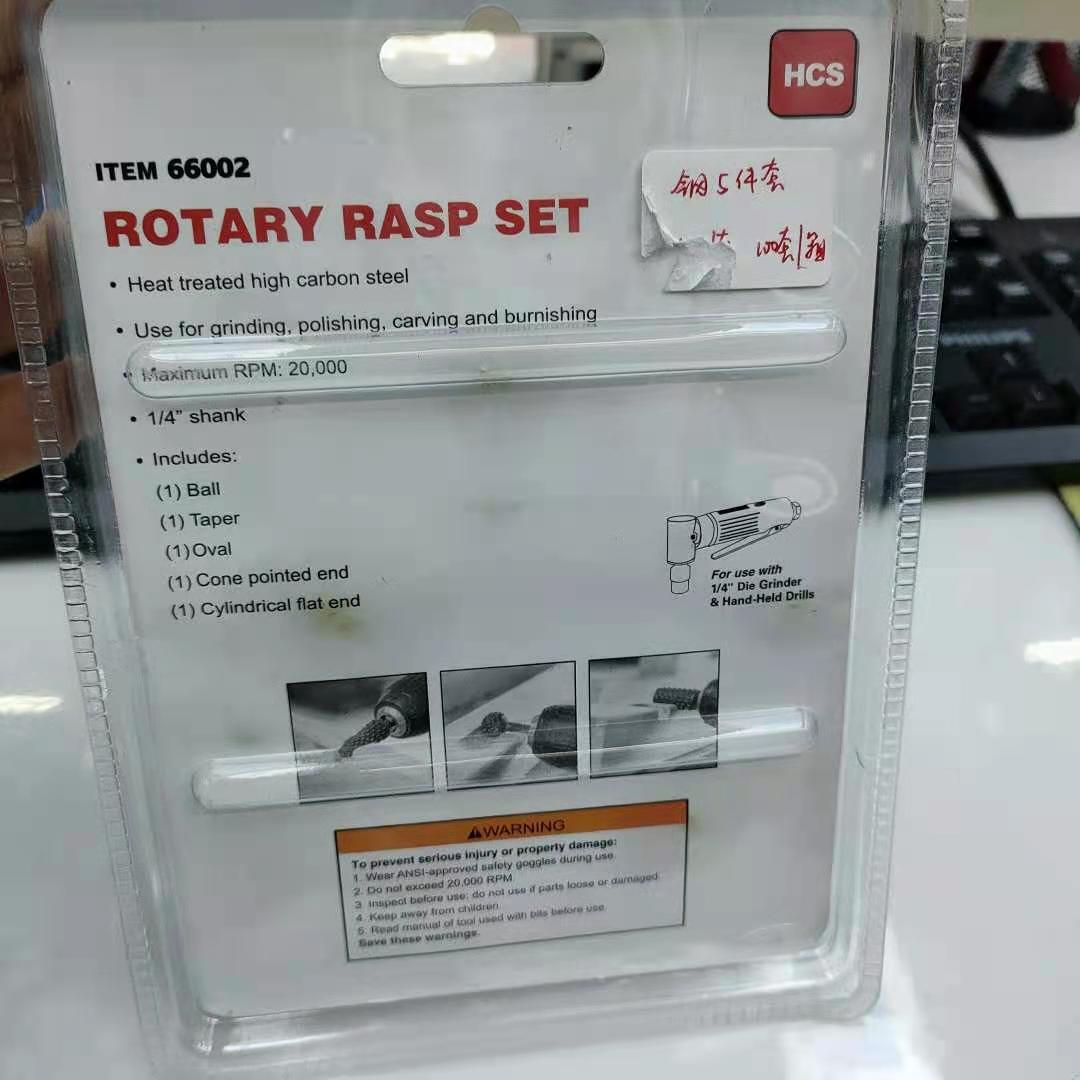 HCS
ITEM 66002
ROTARY RASP SET
钢5件套
100套/箱
• Heat treated high carbon steel
• Use for grinding, polishing, carving and burnishing
• Maximum RPM: 20,000
• 1/4" shank
• Includes:
(1) Ball
(1) Taper
(1)Oval
(1) Cone pointed end
(1) Cylindrical flat end
For use with
1/4" Die Grinder
& Hand-Held Drills
⚠WARNING
To prevent serious injury or property damage:
1. Wear ANSI-approved safety goggles during use.
2. Do not exceed 20,000 RPM.
3. Inspect before use; do not use if parts loose or damaged.
4. Keep away from children.
5. Read manual of tool used with bits before use.
Save these warnings.